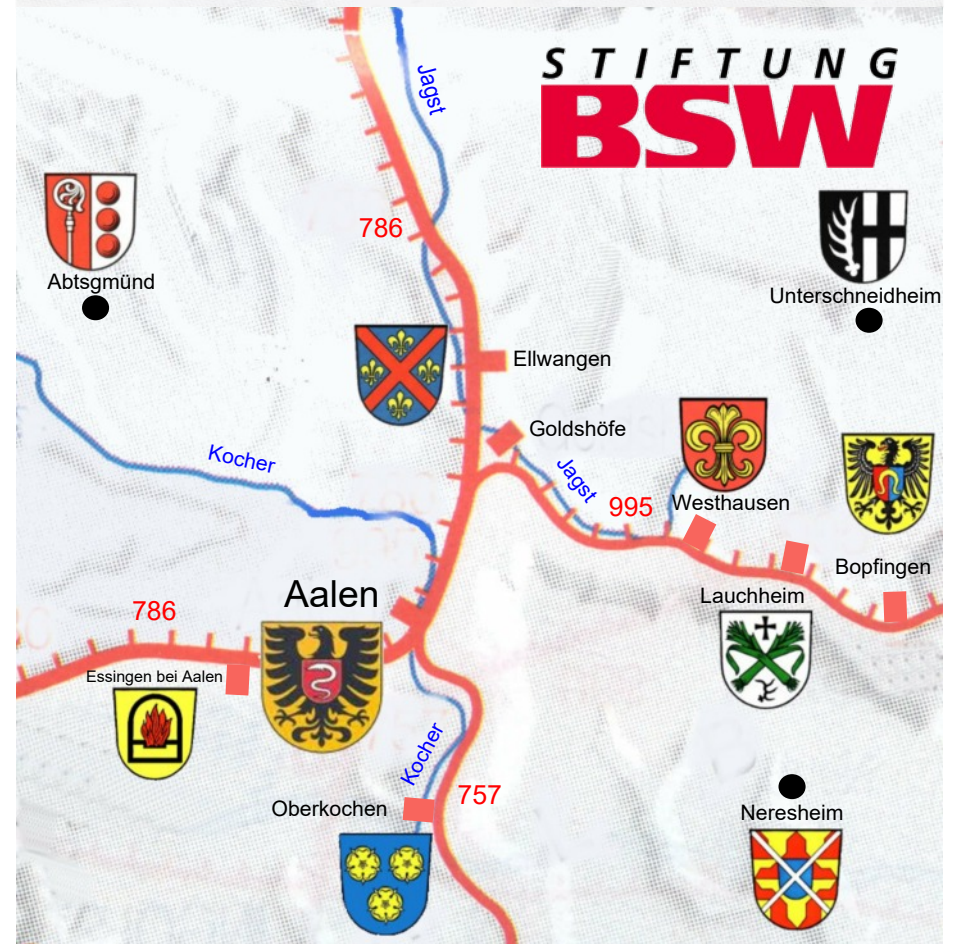 Jagst
STIFTUNG
BSW
786
Abtsgmünd
Unterschneidheim
Ellwangen
Goldshöfe
Kocher
Jagst
995
Westhausen
Bopfingen
Aalen
Lauchheim
786
Essingen bei Aalen
Kocher
757
Oberkochen
Neresheim